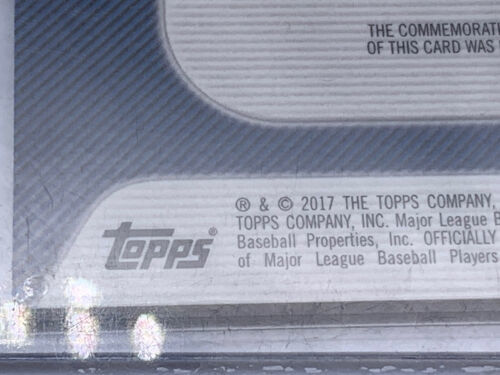 THE COMMEMORATI
OF THIS CARD WAS
® & © 2017 THE TOPPS COMPANY,
TOPPS COMPANY, INC. Major League B
Baseball Properties, Inc. OFFICIALLY
of Major League Baseball Players
TOPPS®